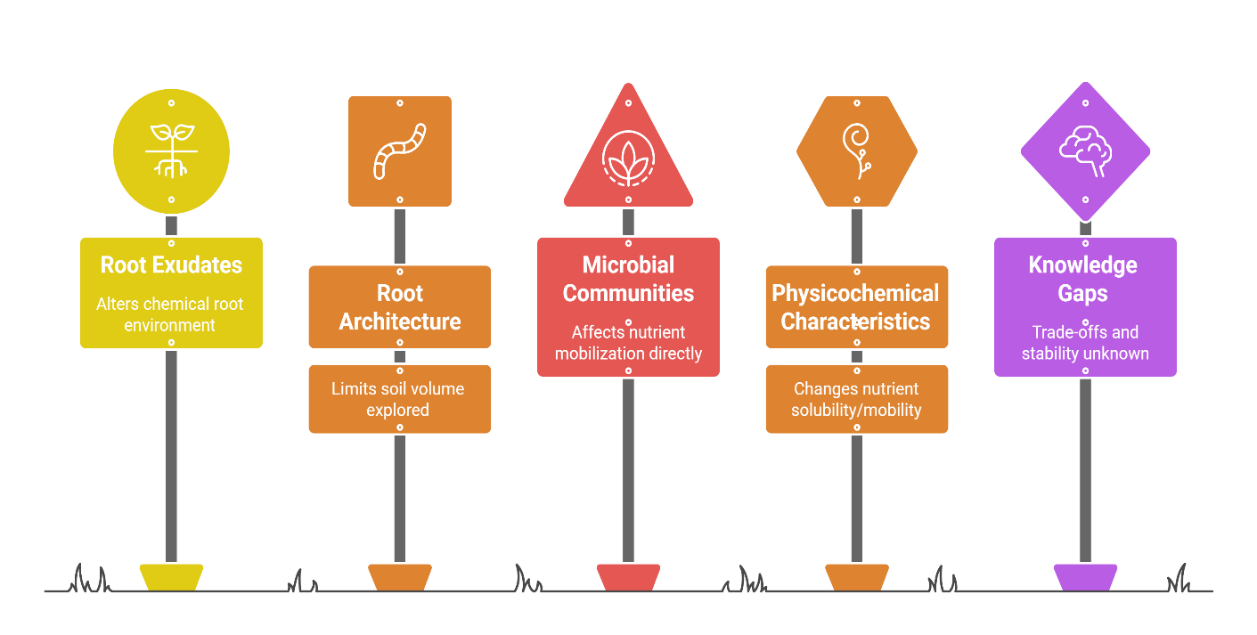 Root Exudates
Alters chemical root
environment
Root
Architecture
Limits soil volume
explored
Microbial
Communities
Affects nutrient
mobilization directly
Physicochemical
Characteristics
Changes nutrient
solubility/mobility
Knowledge
Gaps
Trade-offs and
stability unknown